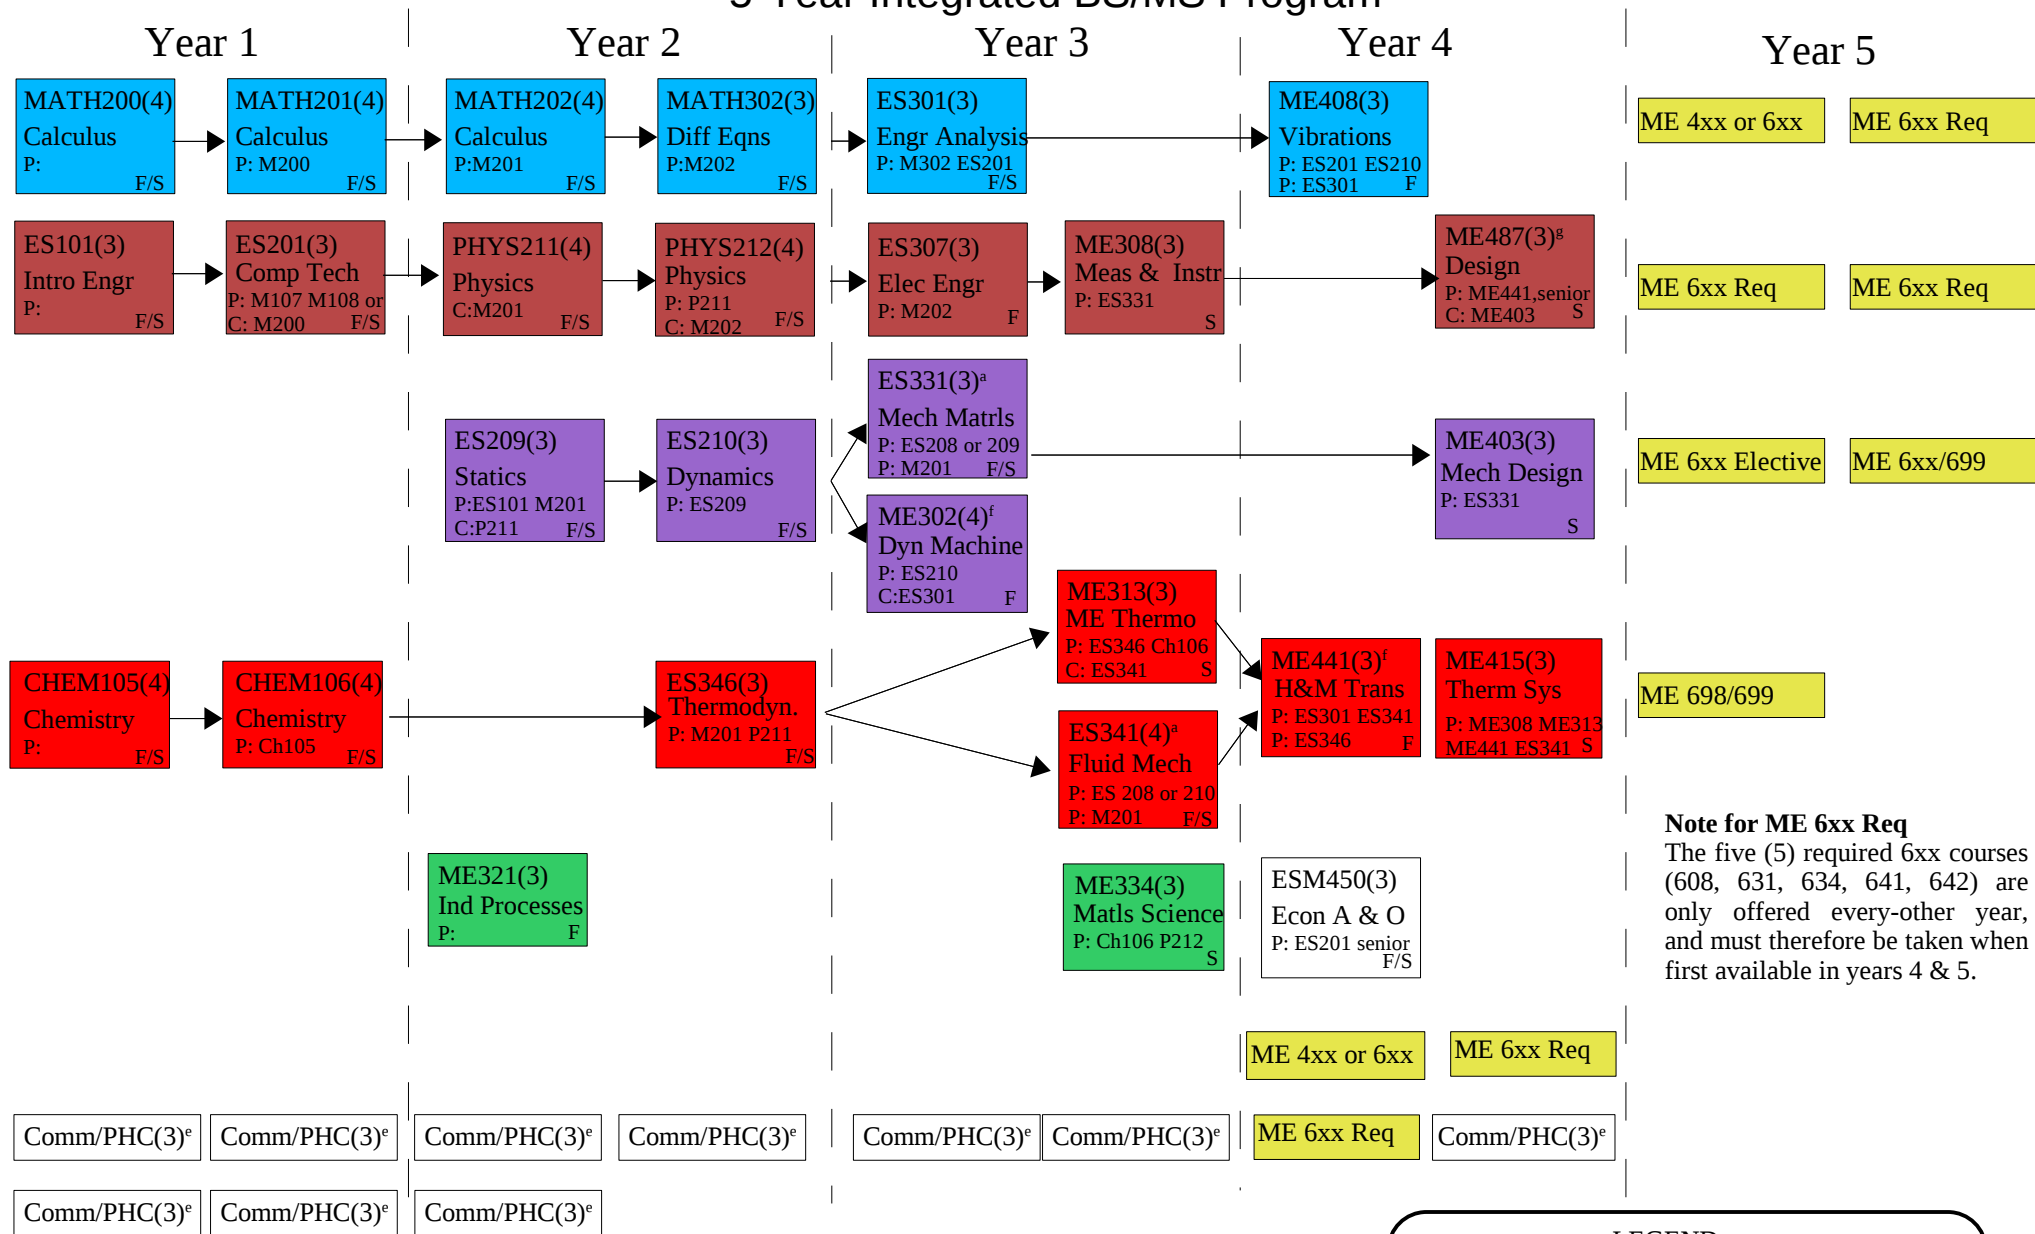 5-Year Integrated BS/MS Program
Year 1
Year 2
Year 3
Year 4
Year 5
MATH200(4)
Calculus
P:
F/S
MATH201(4)
Calculus
P: M200
F/S
MATH202(4)
Calculus
P:M201
F/S
MATH302(3)
Diff Eqns
P:M202
F/S
ES301(3)
Engr Analysis
P: M302 ES201
F/S
ME408(3)
Vibrations
P: ES201 ES210
P: ES301 F
ME 4xx or 6xx
ME 6xx Req
ES101(3)
Intro Engr
P:
F/S
ES201(3)
Comp Tech
P: M107 M108 or
C: M200 F/S
PHYS211(4)
Physics
C:M201
F/S
PHYS212(4)
Physics
P: P211
C: M202 F/S
ES307(3)
Elec Engr
P: M202
F
ME308(3)
Meas & Instr
P: ES331
S
ME487(3)g
Design
P: ME441,senior
C: ME403 S
ME 6xx Req
ME 6xx Req
ES209(3)
Statics
P:ES101 M201
C:P211 F/S
ES210(3)
Dynamics
P: ES209
F/S
ES331(3)a
Mech Matrls
P: ES208 or 209
P: M201 F/S
ME302(4)f
Dyn Machine
P: ES210
C:ES301 F
ME403(3)
Mech Design
P: ES331
S
ME 6xx Elective
ME 6xx/699
CHEM105(4)
Chemistry
P:
F/S
CHEM106(4)
Chemistry
P: Ch105
F/S
ES346(3)
Thermodyn.
P: M201 P211
F/S
ME313(3)
ME Thermo
P: ES346 Ch106
C: ES341 S
ES341(4)a
Fluid Mech
P: ES 208 or 210
P: M201 F/S
ME441(3)f
H&M Trans
P: ES301 ES341
P: ES346 F
ME415(3)
Therm Sys
P: ME308 ME313
ME441 ES341 S
ME 698/699
ME321(3)
Ind Processes
P: F
ME334(3)
Matls Science
P: Ch106 P212
S
ESM450(3)
Econ A & O
P: ES201 senior
F/S
Note for ME 6xx Req
The five (5) required 6xx courses
(608, 631, 634, 641, 642) are
only offered every-other year,
and must therefore be taken when
first available in years 4 & 5.
ME 4xx or 6xx
ME 6xx Req
Comm/PHC(3)e
Comm/PHC(3)e
Comm/PHC(3)e
Comm/PHC(3)e
Comm/PHC(3)e
Comm/PHC(3)e
ME 6xx Req
Comm/PHC(3)e
Comm/PHC(3)e
Comm/PHC(3)e
Comm/PHC(3)e
LEGEND